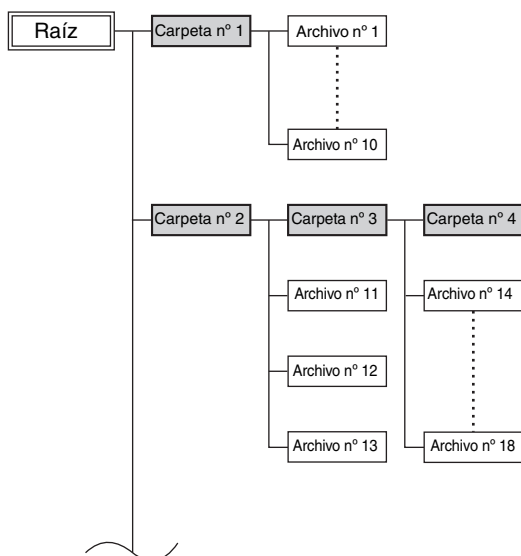 Raíz
Carpeta nº 1
Archivo nº 1
Archivo nº 10
Carpeta nº 2
Carpeta nº 3
Carpeta nº 4
Archivo nº 11
Archivo nº 14
Archivo nº 12
Archivo nº 13
Archivo nº 18